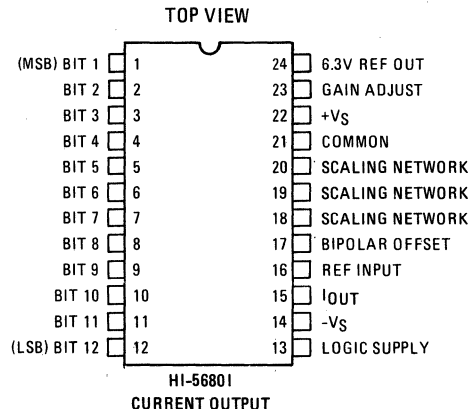 TOP VIEW
(MSB) BIT 1 1 24 6.3V REF OUT
BIT 2 2 23 GAIN ADJUST
BIT 3 3 22 +VS
BIT 4 4 21 COMMON
BIT 5 5 20 SCALING NETWORK
BIT 6 6 19 SCALING NETWORK
BIT 7 7 18 SCALING NETWORK
BIT 8 8 17 BIPOLAR OFFSET
BIT 9 9 16 REF INPUT
BIT 10 10 15 IOUT
BIT 11 11 14 -VS
(LSB) BIT 12 12 13 LOGIC SUPPLY
HI-5680I
CURRENT OUTPUT